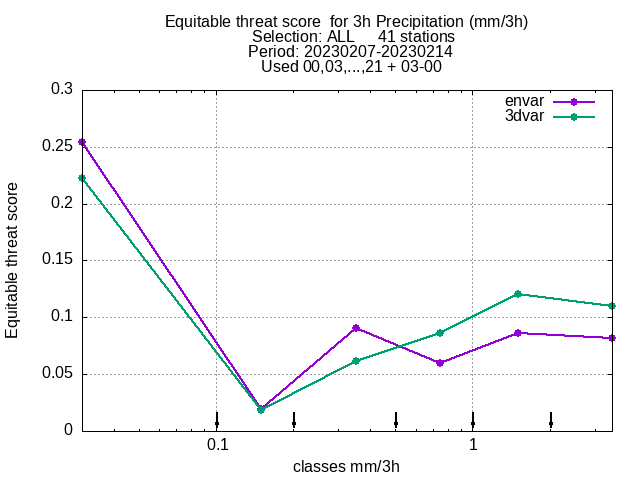 Equitable threat score  for 3h Precipitation (mm/3h)
Selection: ALL     41 stations
Period: 20230207-20230214
Used 00,03,...,21 + 03-00
envar
3dvar
0.3
0.25
0.2
0.15
0.1
0.05
0
Equitable threat score
0.1
1
classes mm/3h